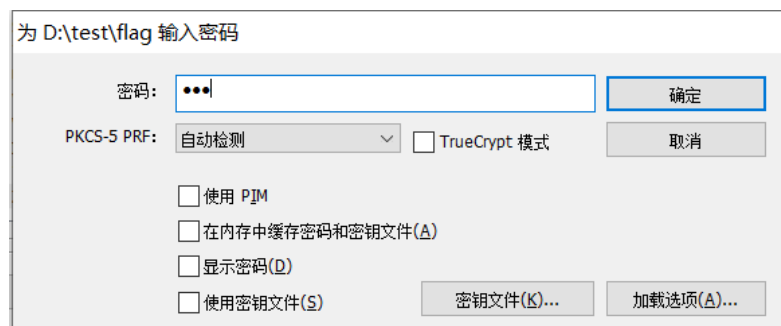 为 D:\test\flag 输入密码
密码： ●●● 确定
PKCS-5 PRF: 自动检测 TrueCrypt 模式 取消
使用 PIM
在内存中缓存密码和密钥文件(A)
显示密码(D)
使用密钥文件(S) 密钥文件(K)... 加载选项(A)...